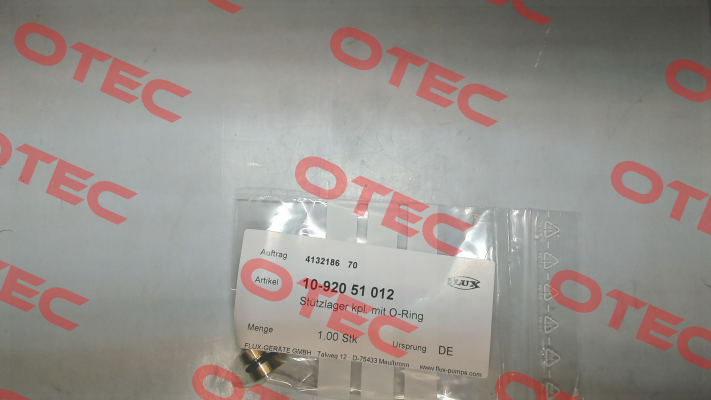 OTEC
OTEC
OTEC
OTEC
OTEC
OTEC
OTEC
OTEC
OTEC
OTEC
Auftrag 4132186 70
Artikel 10-920 51 012
FLUX
Stützlager kpl. mit O-Ring
Menge 1,00 Stk Ursprung DE
FLUX-GERÄTE GMBH Talweg 12 D-75433 Maulbronn www.flux-pumps.com